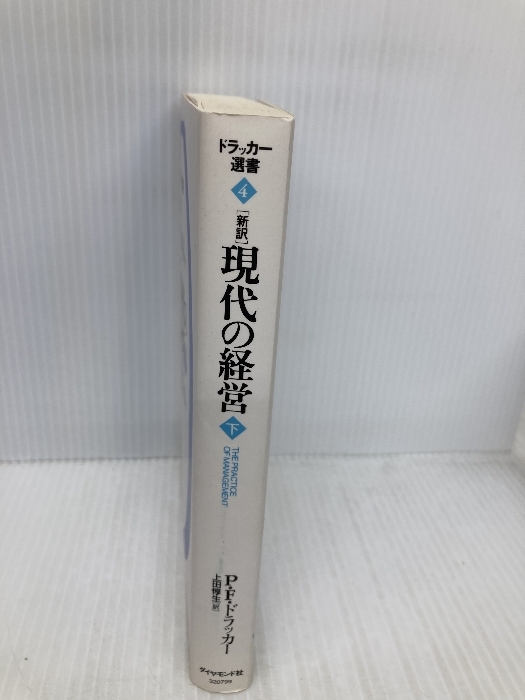 ドラッカー
選書
4
[新訳]
現代の経営
下
THE PRACTICE
OF MANAGEMENT
P・F・ドラッカー
上田惇生[訳]
ダイヤモンド社
320799